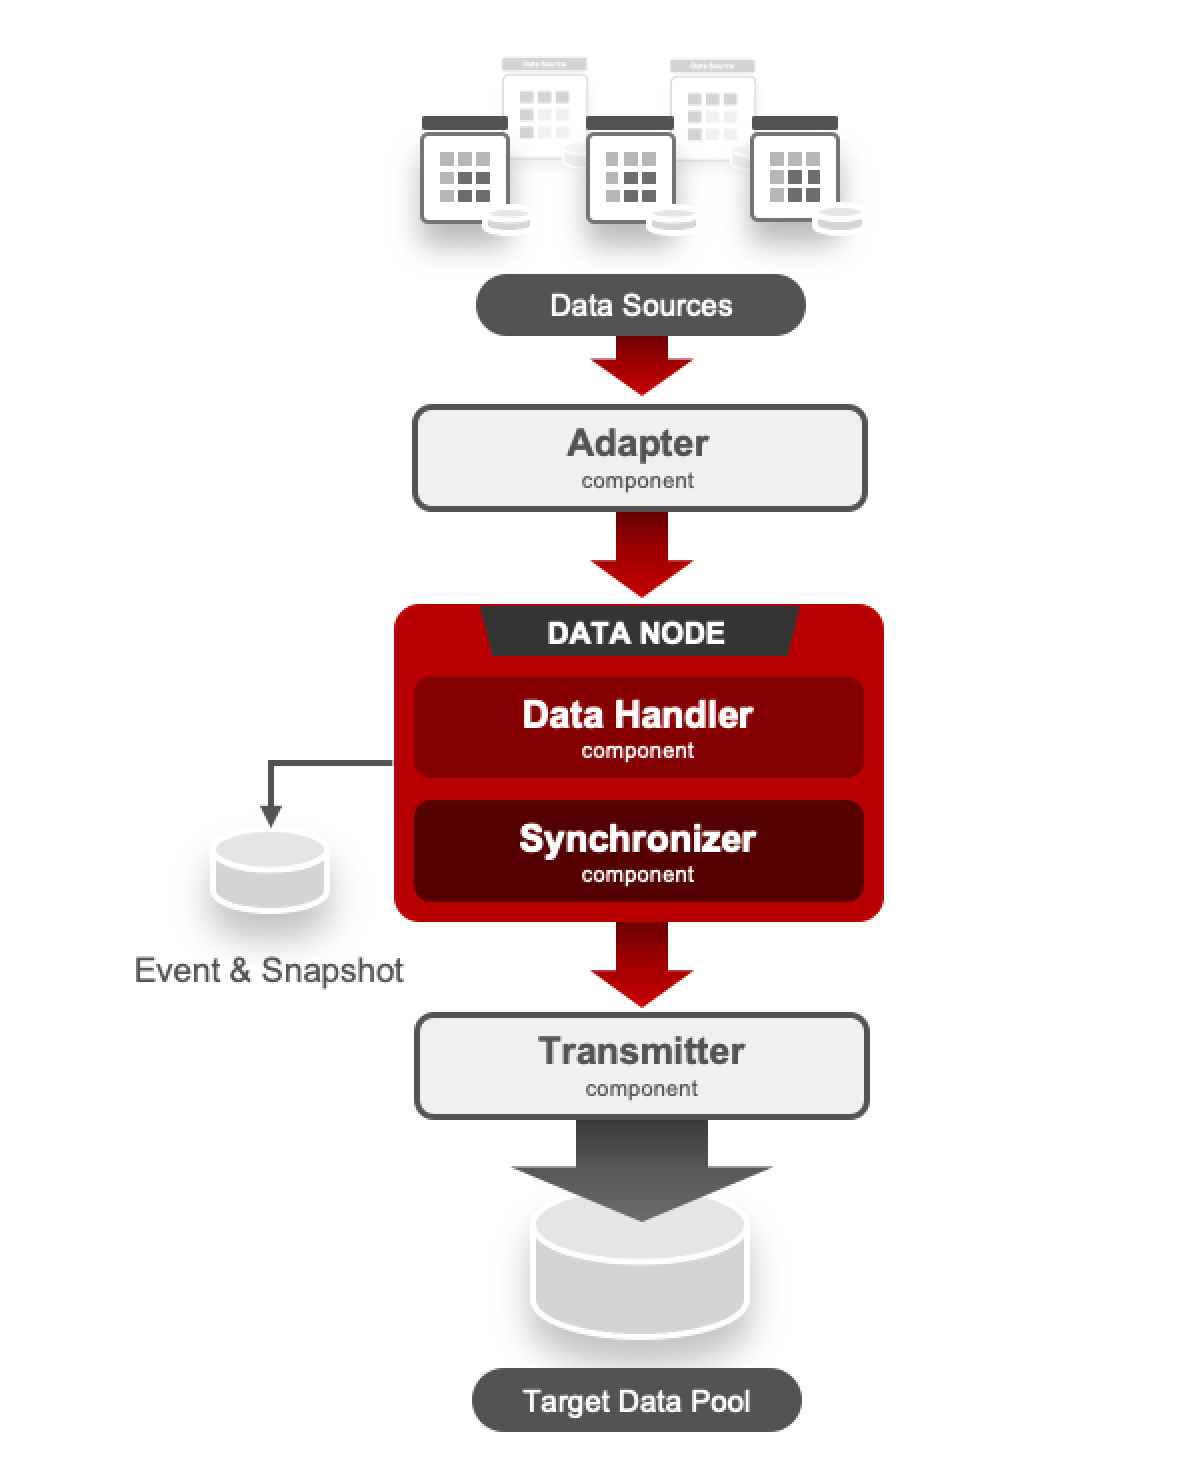 Data Source
Data Source
Data Sources
Adapter
component
DATA NODE
Data Handler
component
Synchronizer
component
Event & Snapshot
Transmitter
component
Target Data Pool